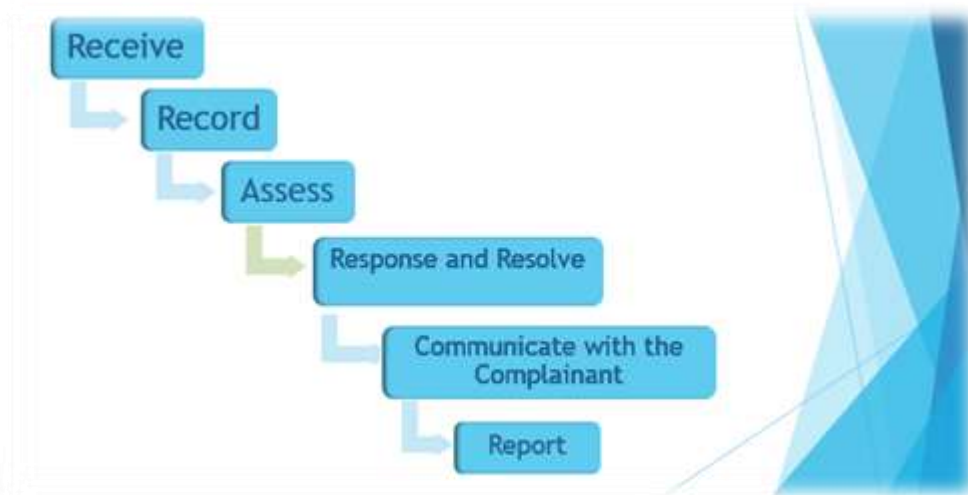 Receive
Record
Assess
Response and Resolve
Communicate with the
Complainant
Report